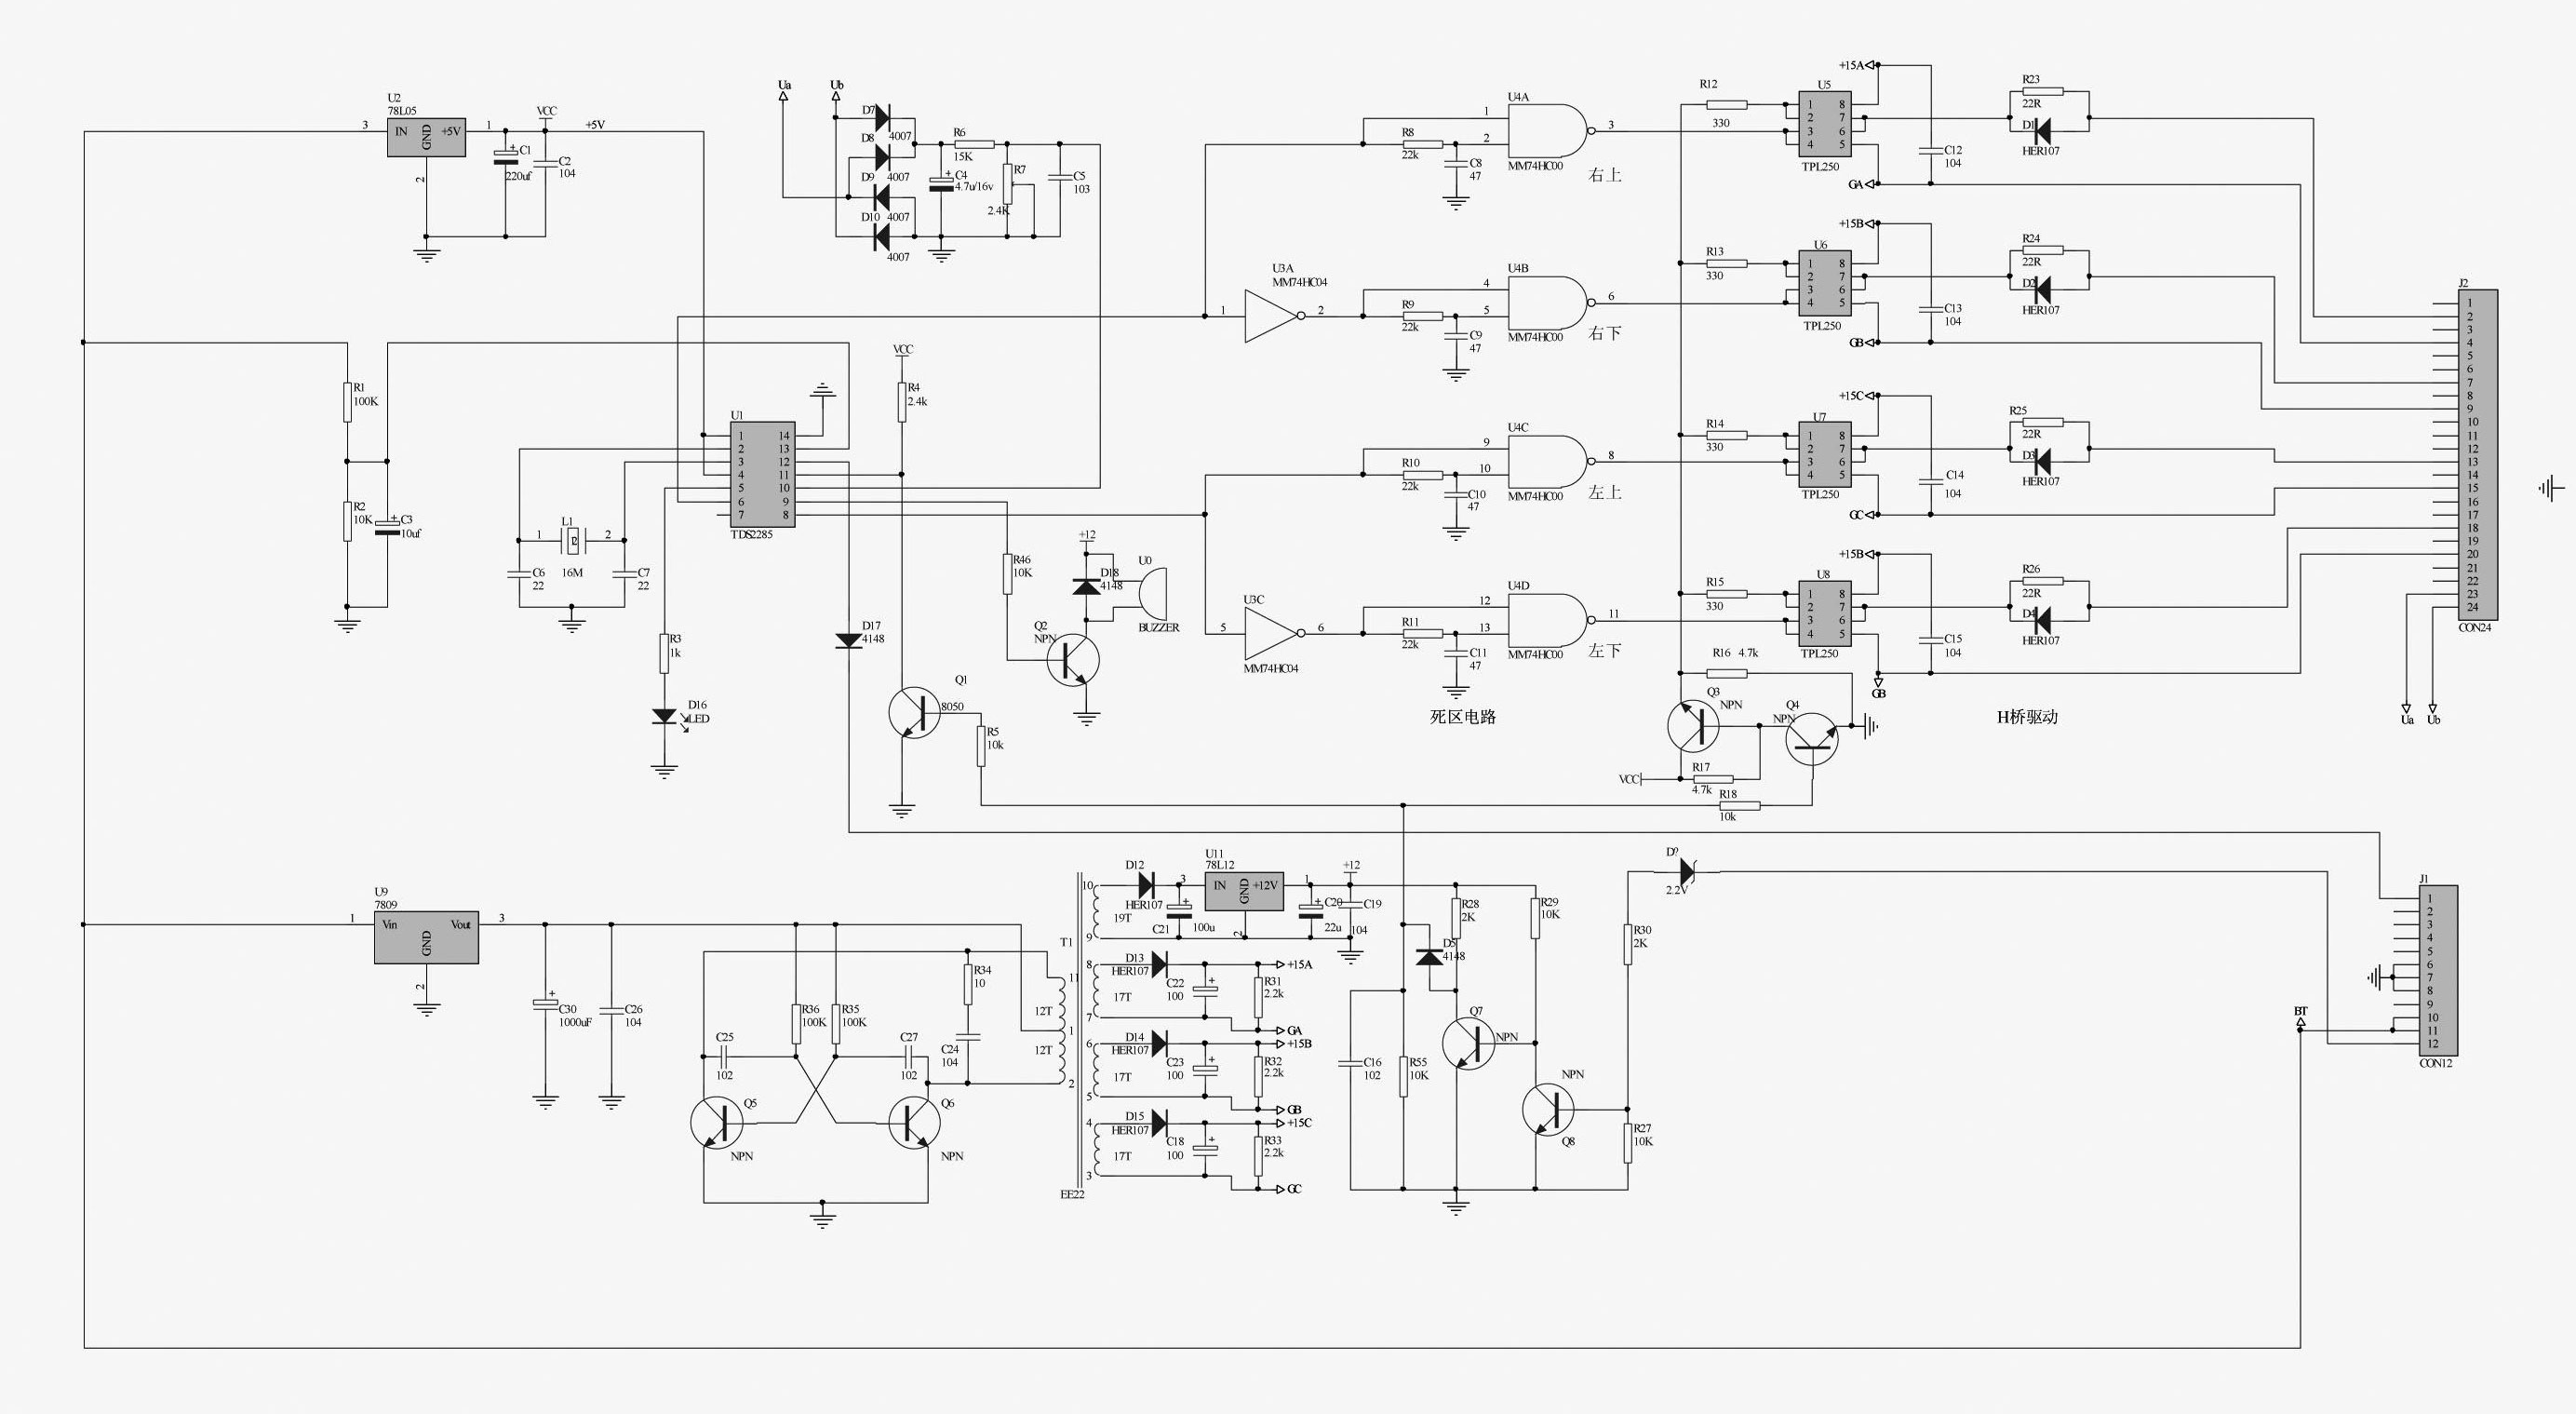 U2
78L05
3
IN
GND
+5V
1
2
VCC
+5V
C1
220uf
C2
104
Ua
Ub
D7
4007
D8
4007
D9
4007
D10
4007
R6
15K
C4
4.7u/16v
R7
2.4K
C5
103
R1
100K
R2
10K
C3
10uf
L1
1
2
16M
C6
22
C7
22
U1
1
2
3
4
5
6
7
14
13
12
11
10
9
8
TDS2285
VCC
R4
2.4k
R3
1k
D16
LED
D17
4148
Q1
8050
R5
10k
R46
10K
Q2
NPN
+12
D18
4148
U0
BUZZER
U3A
MM74HC04
1
2
U3C
5
6
MM74HC04
U4A
1
2
3
MM74HC00
R8
22k
C8
47
右上
U4B
4
5
6
MM74HC00
R9
22k
C9
47
右下
U4C
9
10
8
MM74HC00
R10
22k
C10
47
左上
U4D
12
13
11
MM74HC00
R11
22k
C11
47
左下
死区电路
R12
330
U5
1
2
3
4
8
7
6
5
TPL250
+15A
GA
C12
104
R23
22R
D1
HER107
R13
330
U6
1
2
3
4
8
7
6
5
TPL250
+15B
GB
C13
104
R24
22R
D2
HER107
R14
330
U7
1
2
3
4
8
7
6
5
TPL250
+15C
GC
C14
104
R25
22R
D3
HER107
R15
330
U8
1
2
3
4
8
7
6
5
TPL250
+15B
GB
C15
104
R26
22R
D4
HER107
H桥驱动
R16 4.7k
Q3
NPN
Q4
NPN
VCC
R17
4.7k
R18
10k
J2
1
2
3
4
5
6
7
8
9
10
11
12
13
14
15
16
17
18
19
20
21
22
23
24
CON24
Ua
Ub
U9
7809
1
Vin
GND
Vout
3
2
C30
1000uF
C26
104
R36
100K
R35
100K
C25
102
C27
102
Q5
NPN
Q6
NPN
R34
10
C24
104
T1
11
12T
1
12T
2
EE22
10
19T
9
8
17T
7
6
17T
5
4
17T
3
D12
HER107
C21
100u
U11
78L12
3
IN
GND
+12V
1
2
C20
22u
+12
C19
104
D13
HER107
C22
100
R31
2.2k
+15A
GA
D14
HER107
C23
100
R32
2.2k
+15B
GB
D15
HER107
C18
100
R33
2.2k
+15C
GC
R28
2K
R29
10K
D5
4148
C16
102
R55
10K
Q7
NPN
NPN
Q8
R30
2K
R27
10K
D?
2.2V
BT
J1
1
2
3
4
5
6
7
8
9
10
11
12
CON12